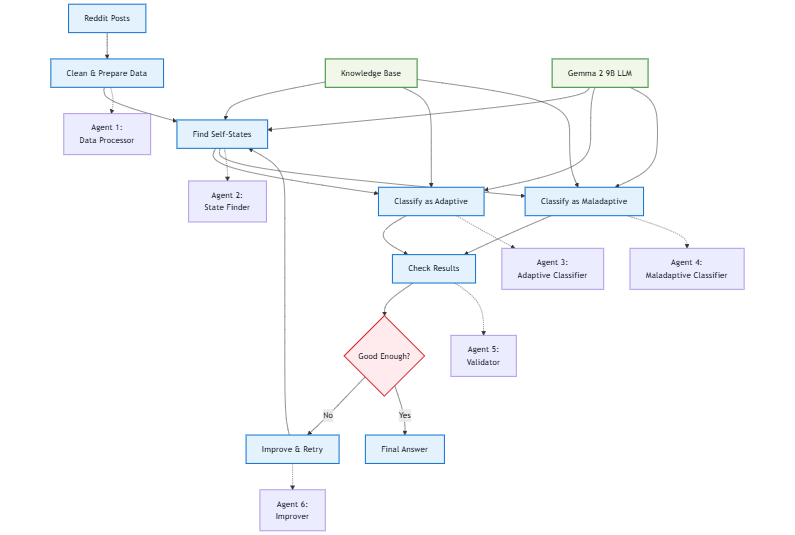 Reddit Posts
Clean & Prepare Data
Knowledge Base
Gemma 2 9B LLM
Agent 1:
Data Processor
Find Self-States
Agent 2:
State Finder
Classify as Adaptive
Classify as Maladaptive
Check Results
Agent 3:
Adaptive Classifier
Agent 4:
Maladaptive Classifier
Good Enough?
Agent 5:
Validator
No
Yes
Improve & Retry
Final Answer
Agent 6:
Improver